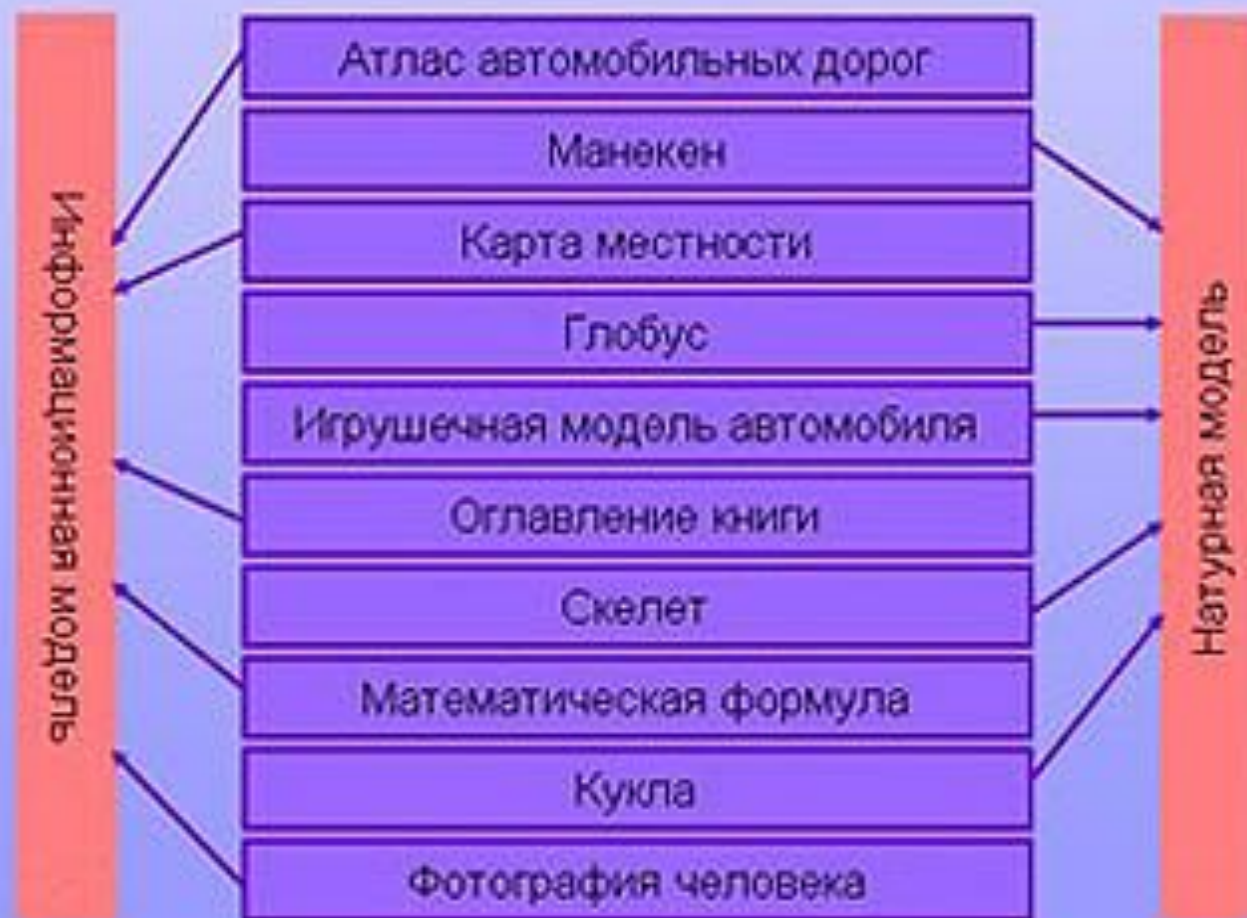 Информационная модель
Атлас автомобильных дорог
Манекен
Карта местности
Глобус
Игрушечная модель автомобиля
Оглавление книги
Скелет
Математическая формула
Кукла
Фотография человека
Натурная модель